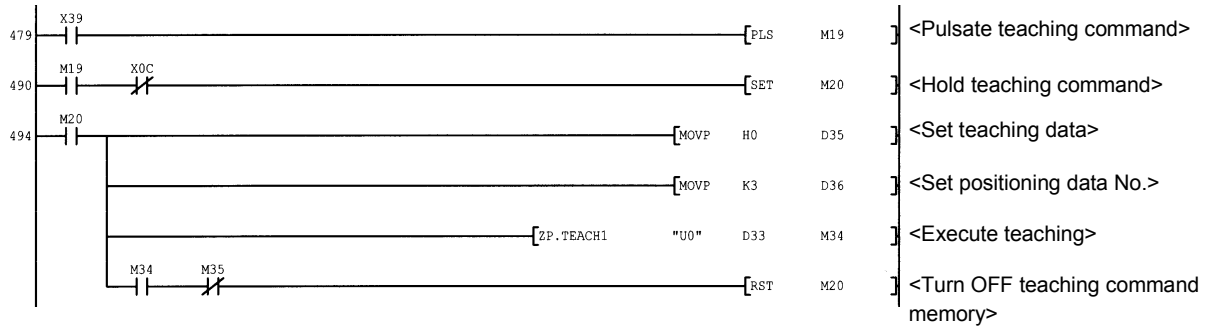 X39
479 [PLS M19 ] <Pulsate teaching command>
M19 X0C
490 [SET M20 ] <Hold teaching command>
M20
494 [MOVP H0 D35 ] <Set teaching data>
[MOVP K3 D36 ] <Set positioning data No.>
[ZP.TEACH1 "U0" D33 M34 ] <Execute teaching>
M34 M35
[RST M20 ] <Turn OFF teaching command
memory>